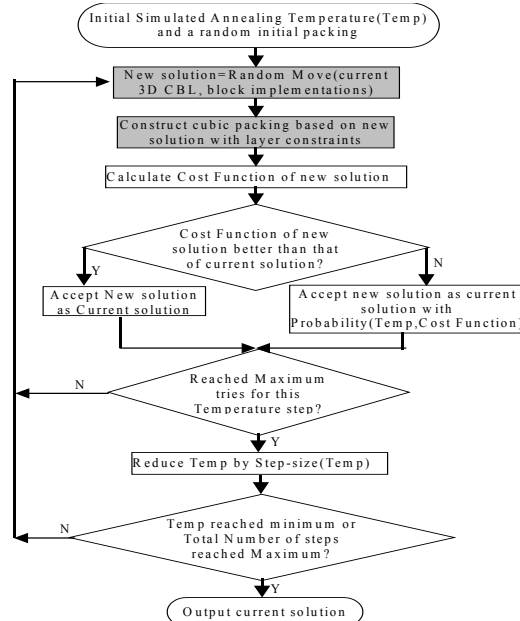 Initial Simulated Annealing Temperature(Temp)
and a random initial packing
New solution=Random Move(current
3D CBL, block implementations)
Construct cubic packing based on new
solution with layer constraints
Calculate Cost Function of new solution
Cost Function of new
solution better than that
of current solution?
Y
N
Accept New solution
as Current solution
Accept new solution as current
solution with
Probability(Temp,Cost Function)
Reached Maximum
tries for this
Temperature step?
N
Y
Reduce Temp by Step-size(Temp)
Temp reached minimum or
Total Number of steps
reached Maximum?
N
Y
Output current solution